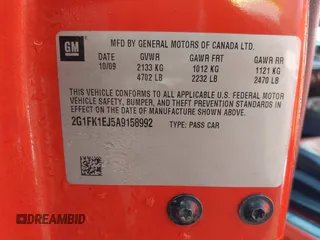 GM
MFD BY GENERAL MOTORS OF CANADA LTD.
DATE GVWR GAWR FRT GAWR RR
10/09 2133 KG 1012 KG 1121 KG
4702 LB 2232 LB 2470 LB
THIS VEHICLE CONFORMS TO ALL APPLICABLE U.S. FEDERAL MOTOR
VEHICLE SAFETY, BUMPER, AND THEFT PREVENTION STANDARDS IN
EFFECT ON THE DATE OF MANUFACTURE SHOWN ABOVE.
2G1FK1EJ5A9158992 TYPE: PASS CAR
DREAMBID